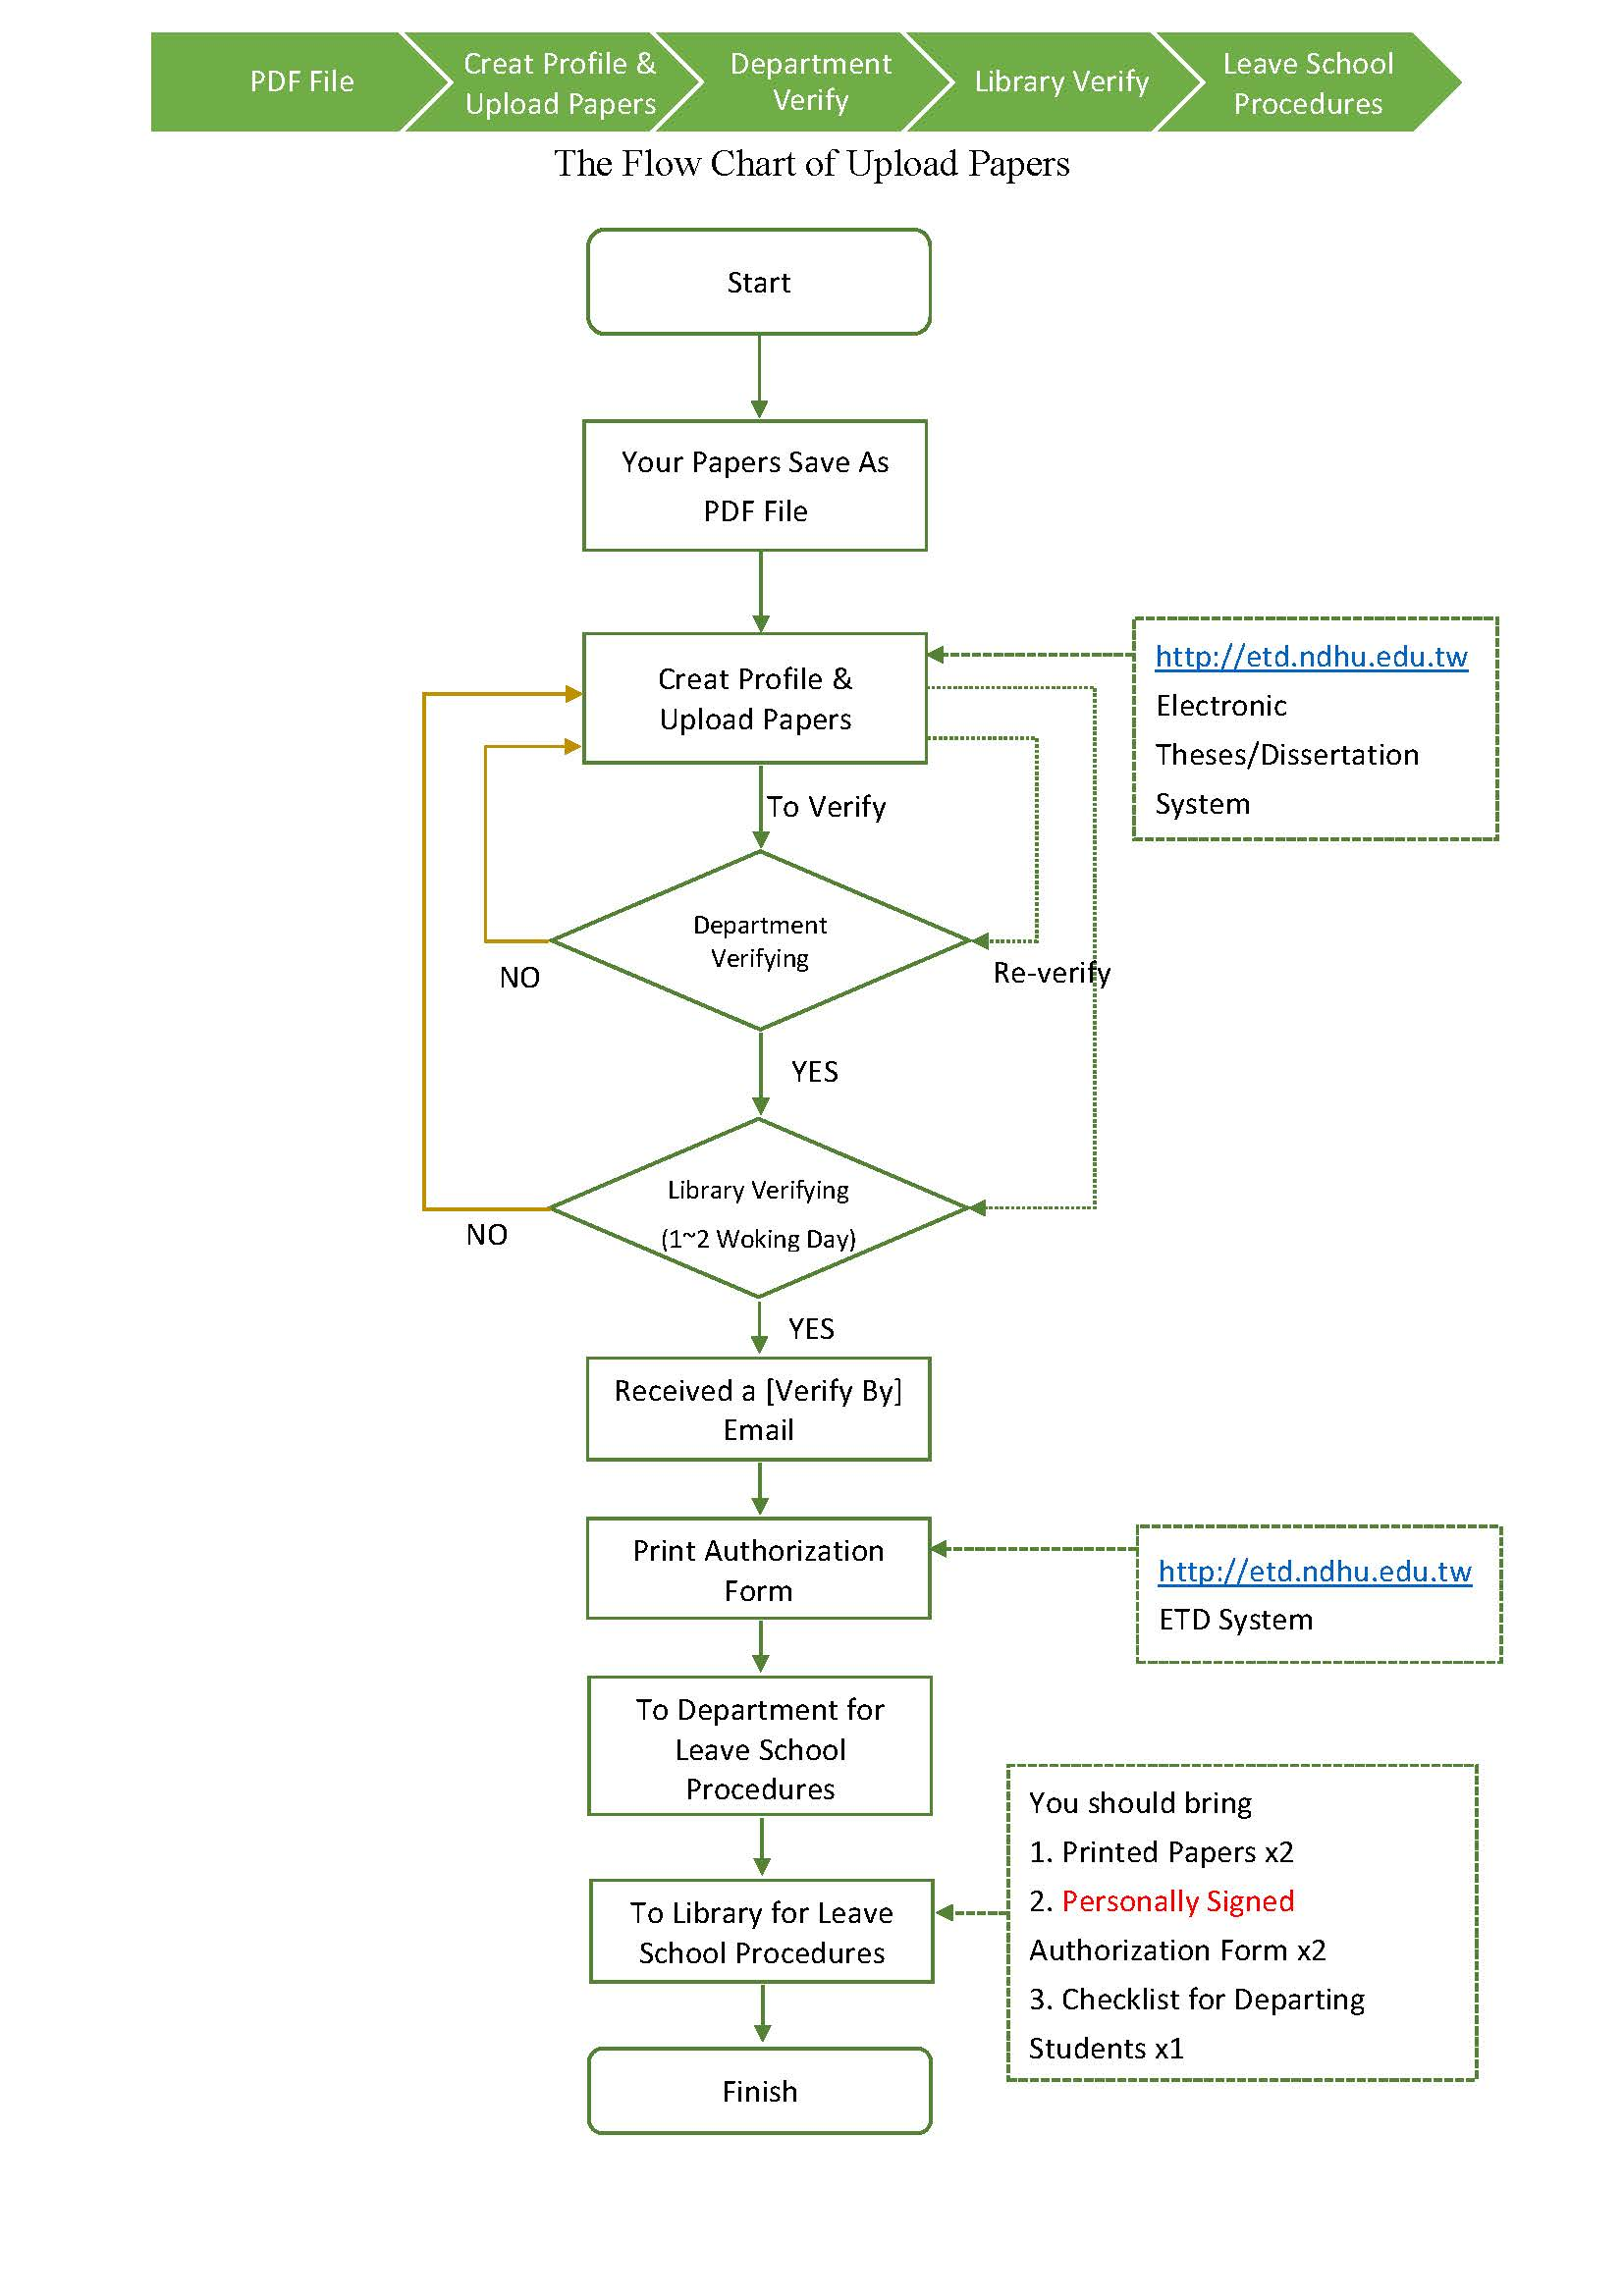 PDF File
Creat Profile &
Upload Papers
Department
Verify
Library Verify
Leave School
Procedures
The Flow Chart of Upload Papers
Start
Your Papers Save As
PDF File
Creat Profile &
Upload Papers
http://etd.ndhu.edu.tw
Electronic
Theses/Dissertation
System
To Verify
Department
Verifying
NO
Re-verify
YES
Library Verifying
(1~2 Woking Day)
NO
YES
Received a [Verify By]
Email
Print Authorization
Form
http://etd.ndhu.edu.tw
ETD System
To Department for
Leave School
Procedures
To Library for Leave
School Procedures
You should bring
1. Printed Papers x2
2. Personally Signed
Authorization Form x2
3. Checklist for Departing
Students x1
Finish